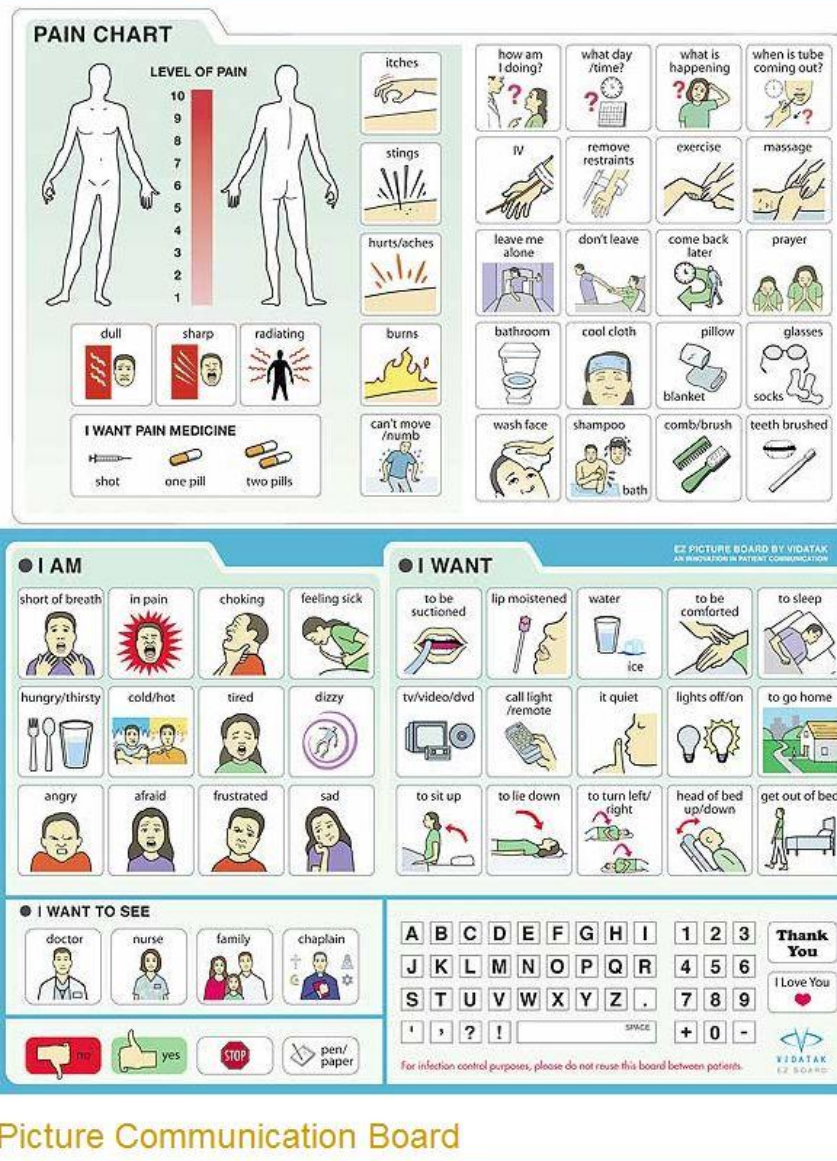 PAIN CHART
LEVEL OF PAIN
10
9
8
7
6
5
4
3
2
1
dull
sharp
radiating
I WANT PAIN MEDICINE
shot
one pill
two pills
itches
stings
hurts/aches
burns
can't move
/numb
how am
I doing?
what day
/time?
what is
happening
when is tube
coming out?
IV
remove
restraints
exercise
massage
leave me
alone
don't leave
come back
later
prayer
bathroom
cool cloth
pillow
blanket
glasses
socks
wash face
shampoo
bath
comb/brush
teeth brushed
EZ PICTURE BOARD BY VIDATAK
AN INNOVATION IN PATIENT COMMUNICATION
I AM
short of breath
in pain
choking
feeling sick
hungry/thirsty
cold/hot
tired
dizzy
angry
afraid
frustrated
sad
I WANT
to be
suctioned
lip moistened
water
ice
to be
comforted
to sleep
tv/video/dvd
call light
/remote
it quiet
lights off/on
to go home
to sit up
to lie down
to turn left/
right
head of bed
up/down
get out of bed
I WANT TO SEE
doctor
nurse
family
chaplain
no
yes
STOP
pen/
paper
A B C D E F G H I
J K L M N O P Q R
S T U V W X Y Z .
' , ? ! SPACE
1 2 3
4 5 6
7 8 9
+ 0 -
Thank
You
I Love You
VIDATAK
EZ BOARD
For infection control purposes, please do not reuse this board between patients.
Picture Communication Board